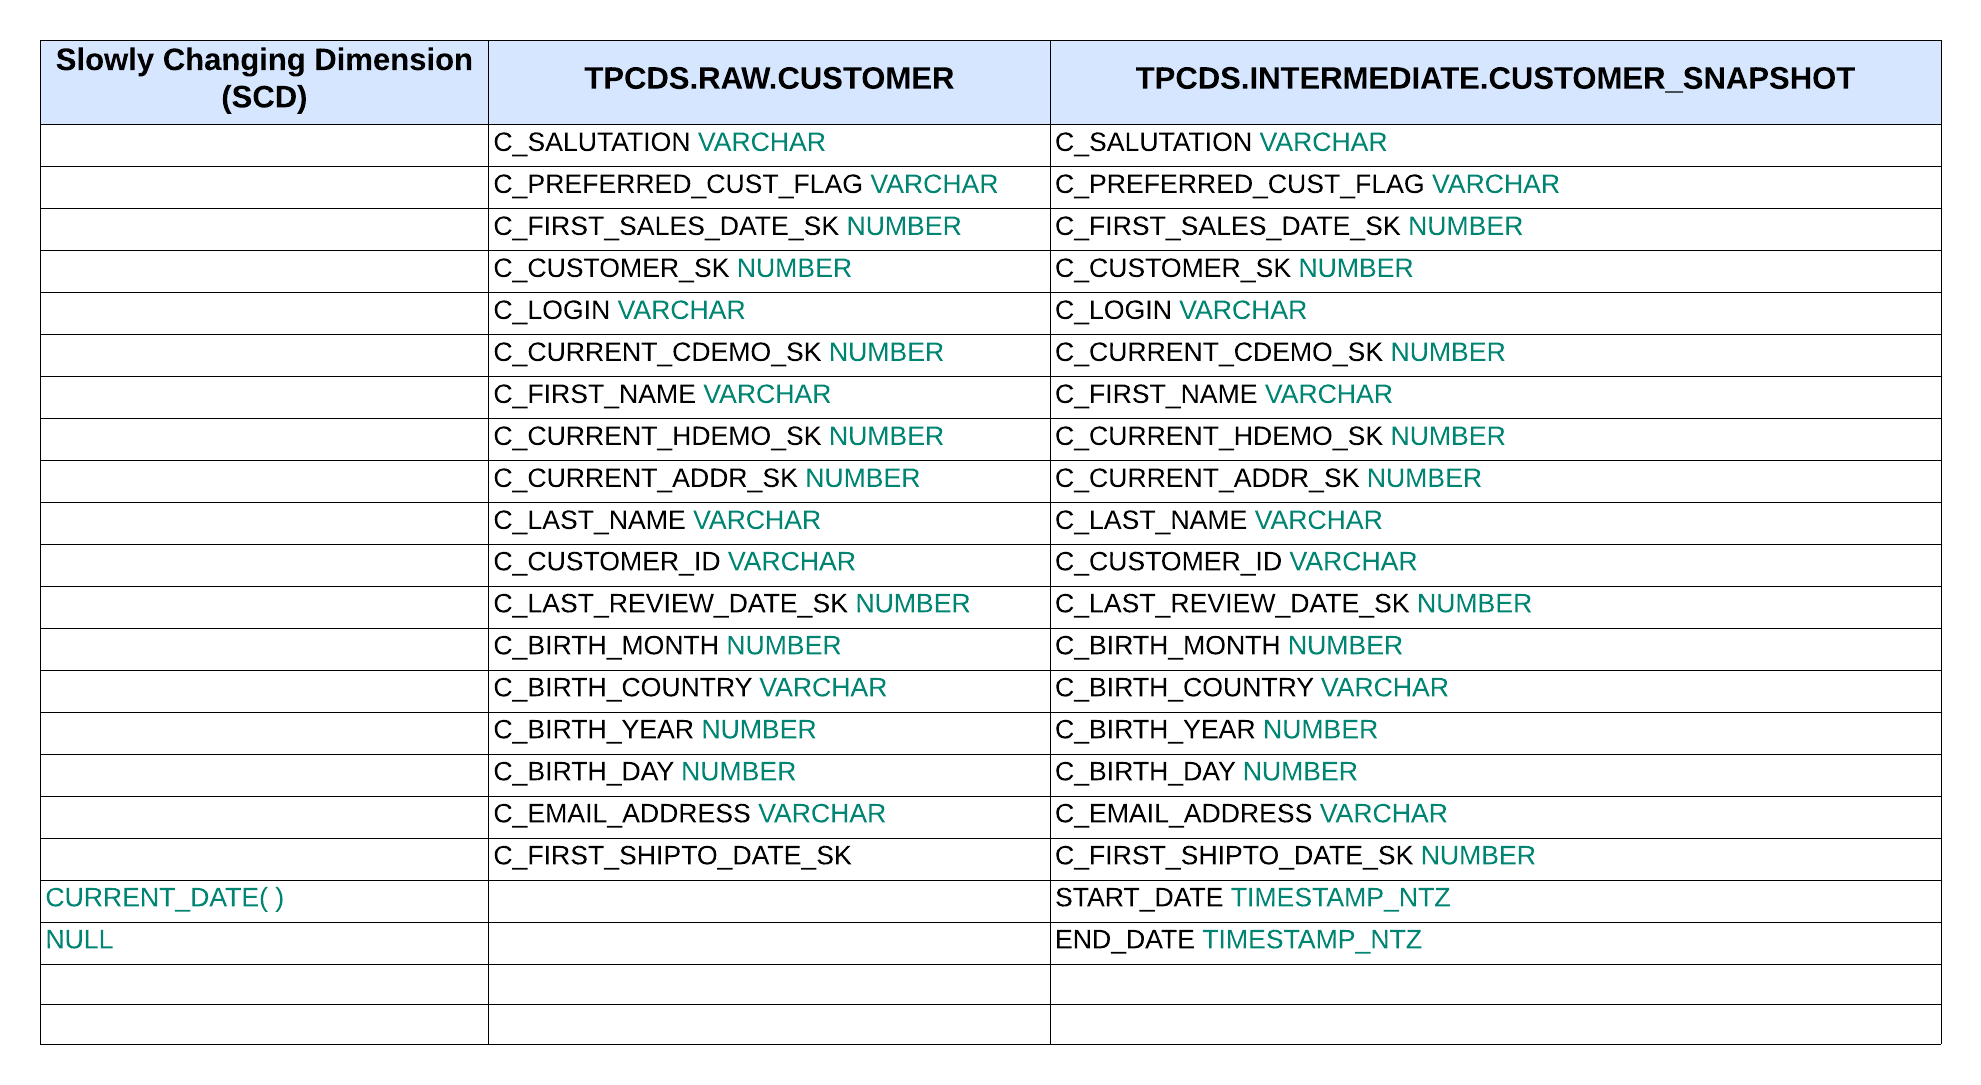 Slowly Changing Dimension
(SCD)
TPCDS.RAW.CUSTOMER
TPCDS.INTERMEDIATE.CUSTOMER_SNAPSHOT
C_SALUTATION VARCHAR
C_SALUTATION VARCHAR
C_PREFERRED_CUST_FLAG VARCHAR
C_PREFERRED_CUST_FLAG VARCHAR
C_FIRST_SALES_DATE_SK NUMBER
C_FIRST_SALES_DATE_SK NUMBER
C_CUSTOMER_SK NUMBER
C_CUSTOMER_SK NUMBER
C_LOGIN VARCHAR
C_LOGIN VARCHAR
C_CURRENT_CDEMO_SK NUMBER
C_CURRENT_CDEMO_SK NUMBER
C_FIRST_NAME VARCHAR
C_FIRST_NAME VARCHAR
C_CURRENT_HDEMO_SK NUMBER
C_CURRENT_HDEMO_SK NUMBER
C_CURRENT_ADDR_SK NUMBER
C_CURRENT_ADDR_SK NUMBER
C_LAST_NAME VARCHAR
C_LAST_NAME VARCHAR
C_CUSTOMER_ID VARCHAR
C_CUSTOMER_ID VARCHAR
C_LAST_REVIEW_DATE_SK NUMBER
C_LAST_REVIEW_DATE_SK NUMBER
C_BIRTH_MONTH NUMBER
C_BIRTH_MONTH NUMBER
C_BIRTH_COUNTRY VARCHAR
C_BIRTH_COUNTRY VARCHAR
C_BIRTH_YEAR NUMBER
C_BIRTH_YEAR NUMBER
C_BIRTH_DAY NUMBER
C_BIRTH_DAY NUMBER
C_EMAIL_ADDRESS VARCHAR
C_EMAIL_ADDRESS VARCHAR
C_FIRST_SHIPTO_DATE_SK
C_FIRST_SHIPTO_DATE_SK NUMBER
CURRENT_DATE( )
START_DATE TIMESTAMP_NTZ
NULL
END_DATE TIMESTAMP_NTZ